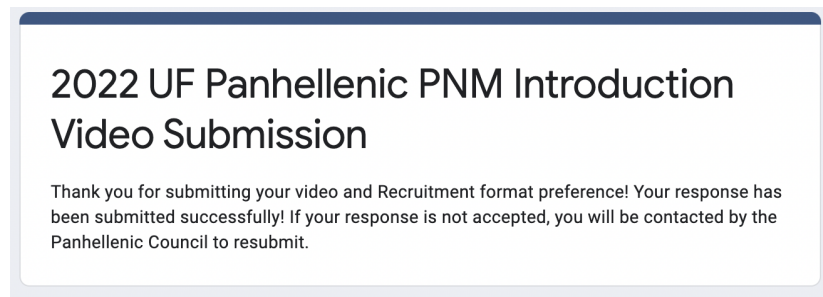 2022 UF Panhellenic PNM Introduction
Video Submission
Thank you for submitting your video and Recruitment format preference! Your response has
been submitted successfully! If your response is not accepted, you will be contacted by the
Panhellenic Council to resubmit.